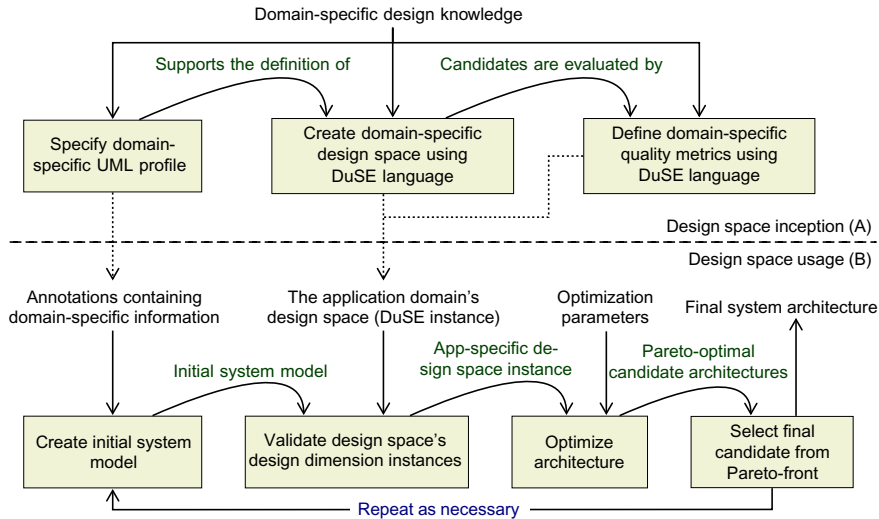 Domain-specific design knowledge
Supports the definition of
Candidates are evaluated by
Specify domain-
specific UML profile
Create domain-specific
design space using
DuSE language
Define domain-specific
quality metrics using
DuSE language
Design space inception (A)
Design space usage (B)
Annotations containing
domain-specific information
The application domain's
design space (DuSE instance)
Optimization
parameters
Final system architecture
Initial system model
App-specific de-
sign space instance
Pareto-optimal
candidate architectures
Create initial system
model
Validate design space's
design dimension instances
Optimize
architecture
Select final
candidate from
Pareto-front
Repeat as necessary